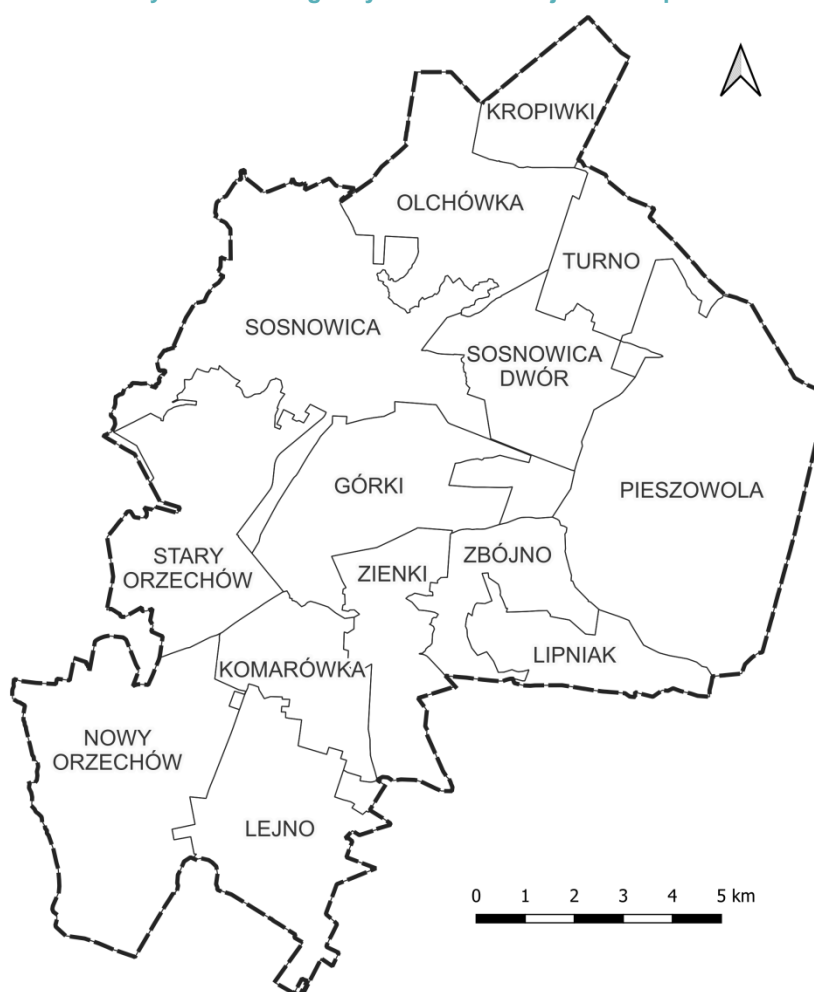 KROPIWKI
OLCHÓWKA
TURNO
SOSNOWICA
SOSNOWICA
DWÓR
GÓRKI
PIESZOWOLA
STARY
ORZECHÓW
ZIENKI
ZBÓJNO
KOMARÓWKA
LIPNIAK
NOWY
ORZECHÓW
LEJNO
0 1 2 3 4 5 km